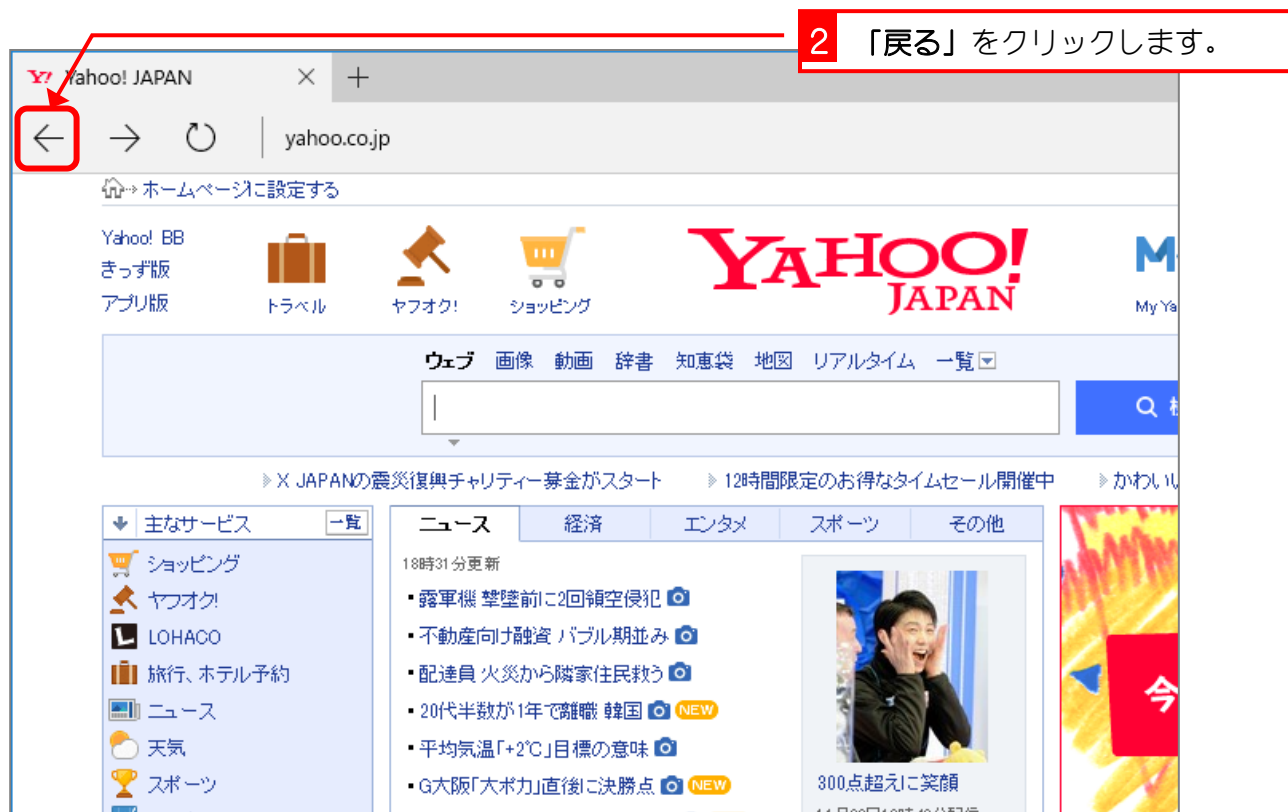 2 「戻る」をクリックします。
Y! Yahoo! JAPAN
yahoo.co.jp
ホームページに設定する
Yahoo! BB
きっず版
アプリ版
トラベル
ヤフオク!
ショッピング
YAHOO!
JAPAN
My Ya
ウェブ 画像 動画 辞書 知恵袋 地図 リアルタイム 一覧
X JAPANの震災復興チャリティー募金がスタート
12時間限定のお得なタイムセール開催中
かわいい
主なサービス 一覧
ショッピング
ヤフオク!
LOHACO
旅行、ホテル予約
ニュース
天気
スポーツ
ニュース 経済 エンタメ スポーツ その他
18時31分更新
露軍機 撃墜前に2回領空侵犯
不動産向け融資 バブル期並み
配達員 火災から隣家住民救う
20代半数が1年で離職 韓国 NEW
平均気温「+2℃」目標の意味
G大阪「大ポカ」直後に決勝点 NEW
300点超えに笑顔
今